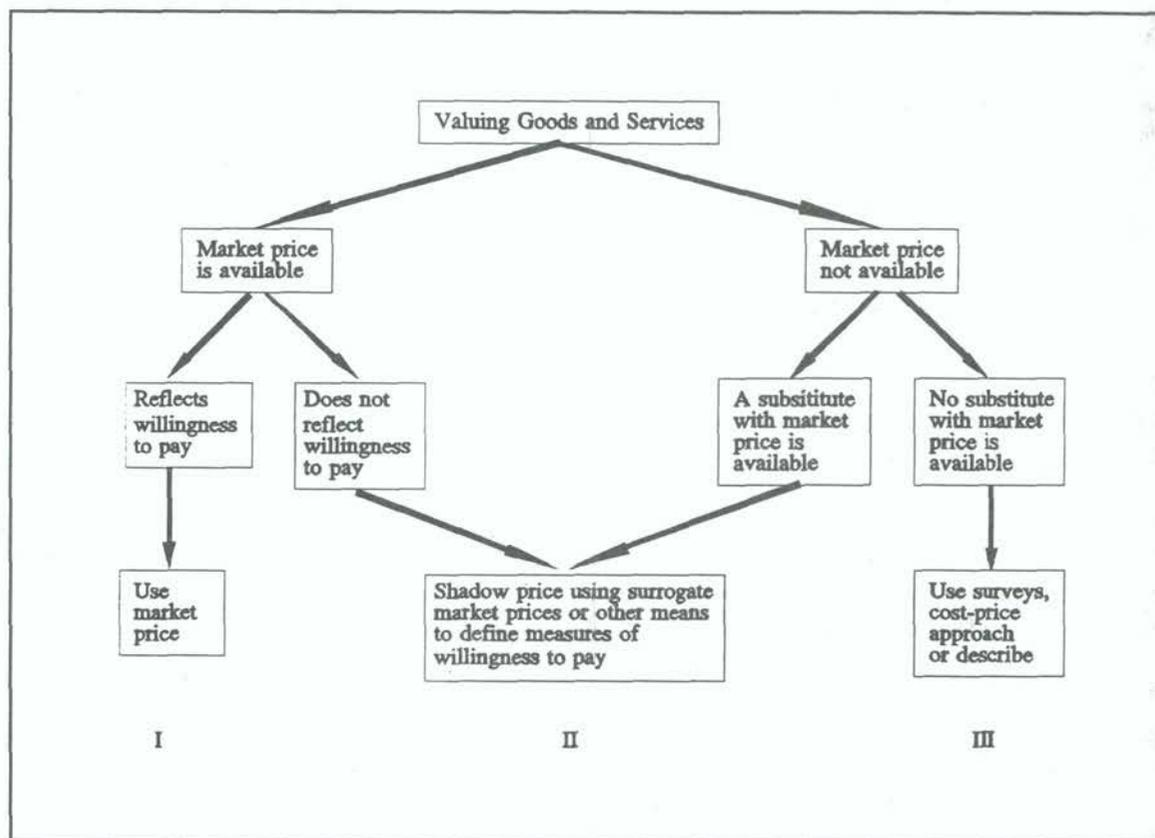 Valuing Goods and Services
Market price
is available
Market price
not available
Reflects
willingness
to pay
Does not
reflect
willingness
to pay
A subsititute
with market
price is
available
No substitute
with market
price is
available
Use
market
price
Shadow price using surrogate
market prices or other means
to define measures of
willingness to pay
Use surveys,
cost-price
approach
or describe
I
II
III